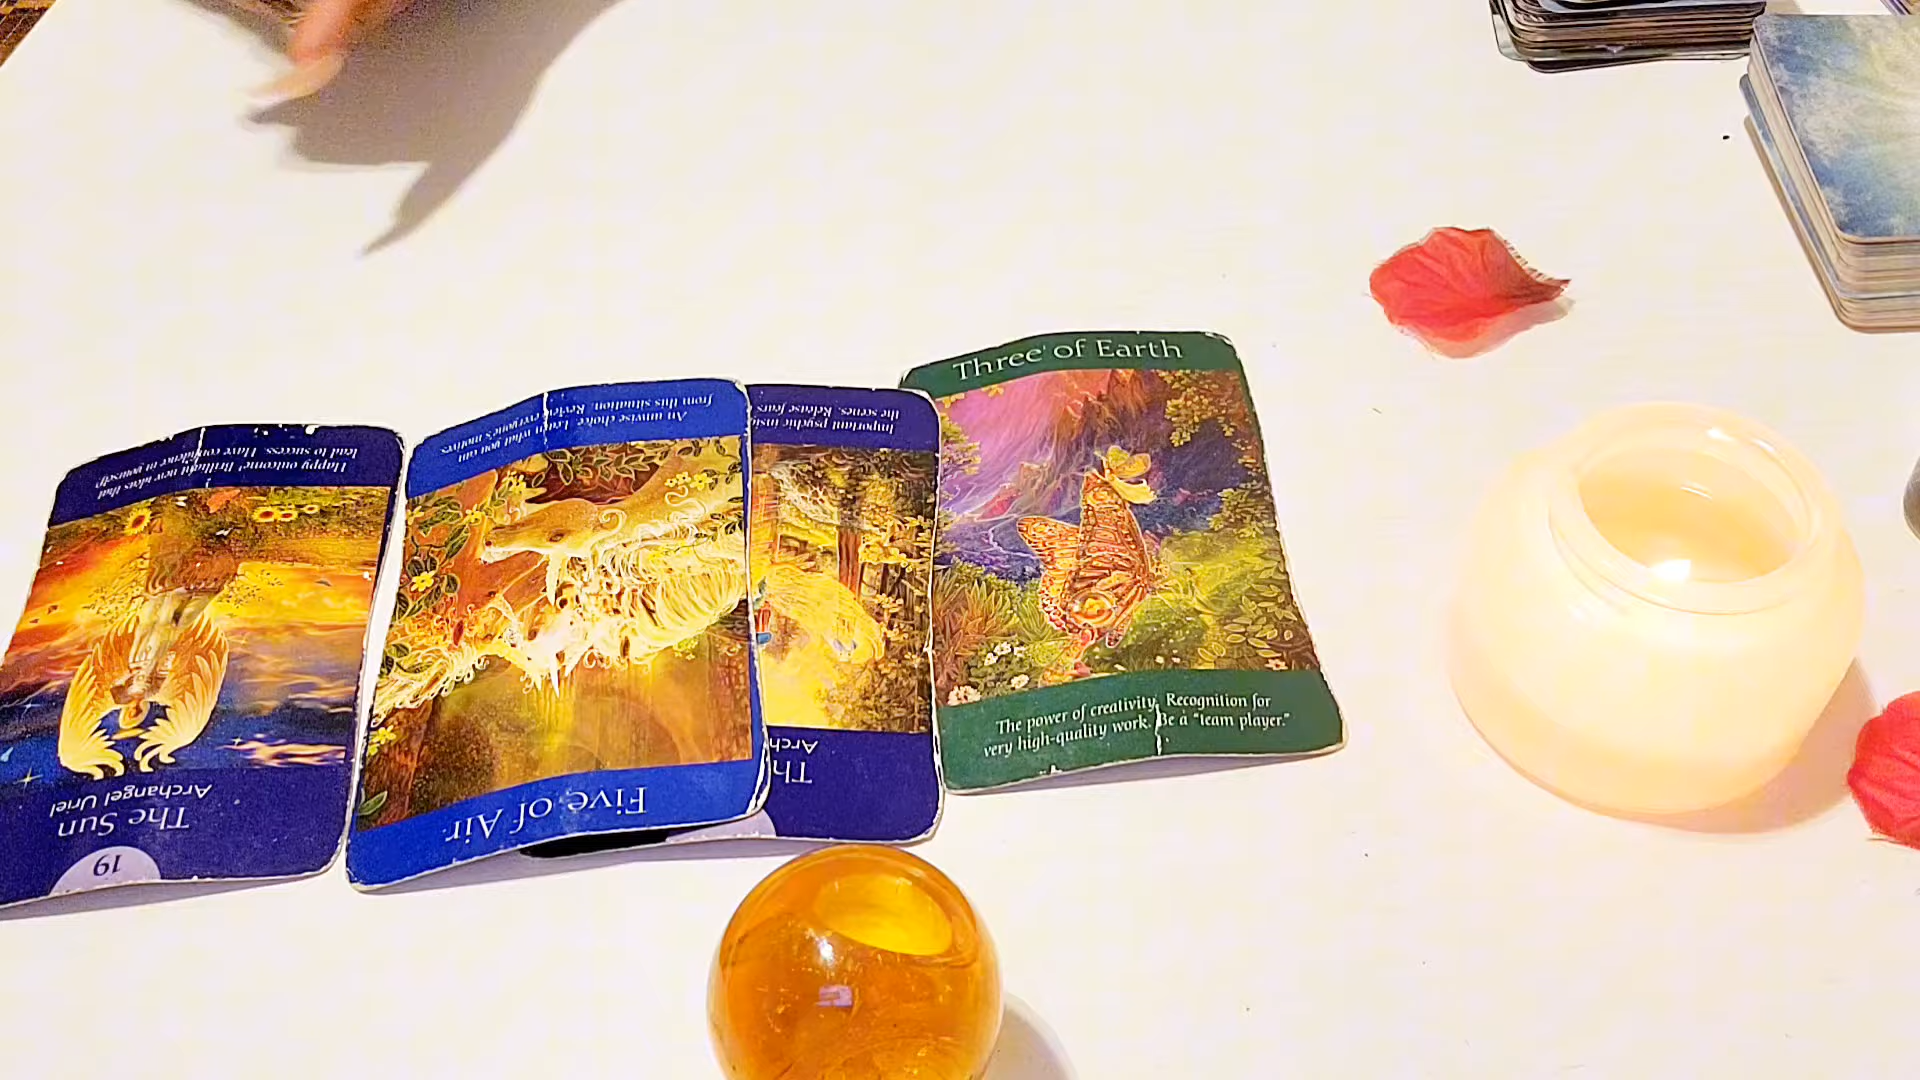 Happy outcome! Brilliant new ideas that
lead to success. Have confidence in yourself!
The Sun
Archangel Uriel
19
An unwise choice. Learn what you can
from this situation. Review everyone's motives.
Five of Air
Important psychic
the scenes. Release fears
Th
Arch
Three of Earth
The power of creativity. Recognition for
very high-quality work. Be a "team player."